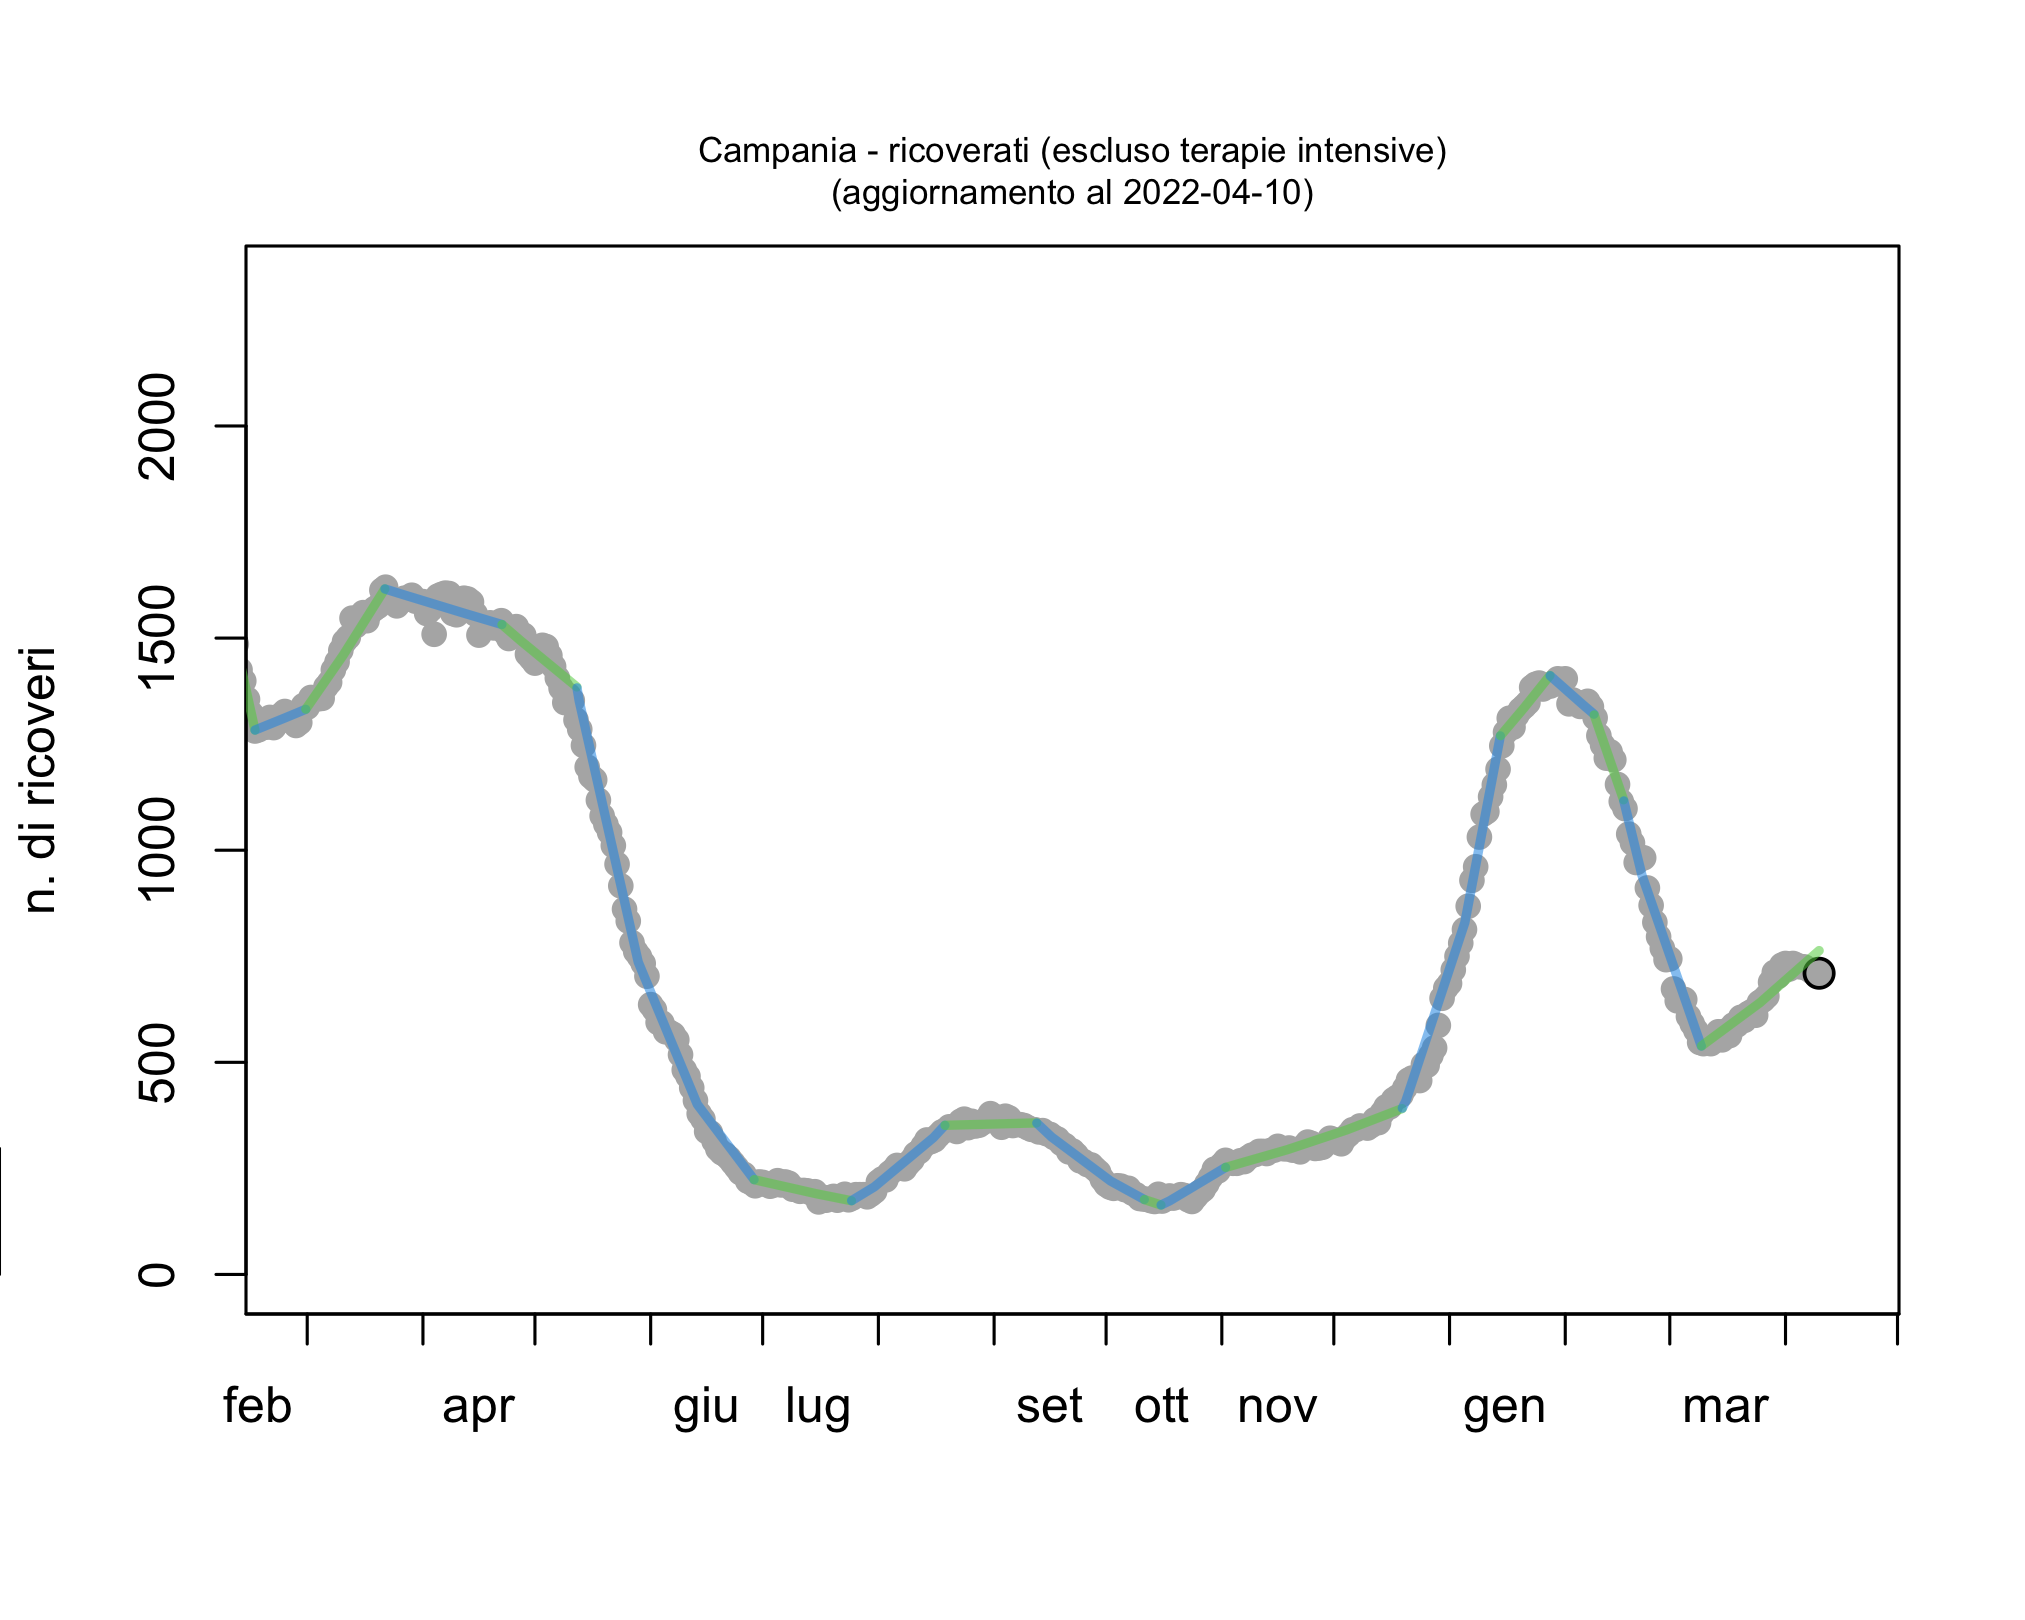 Campania - ricoverati (escluso terapie intensive)
(aggiornamento al 2022-04-10)
n. di ricoveri
2000
1500
1000
500
0
feb apr giu lug set ott nov gen mar